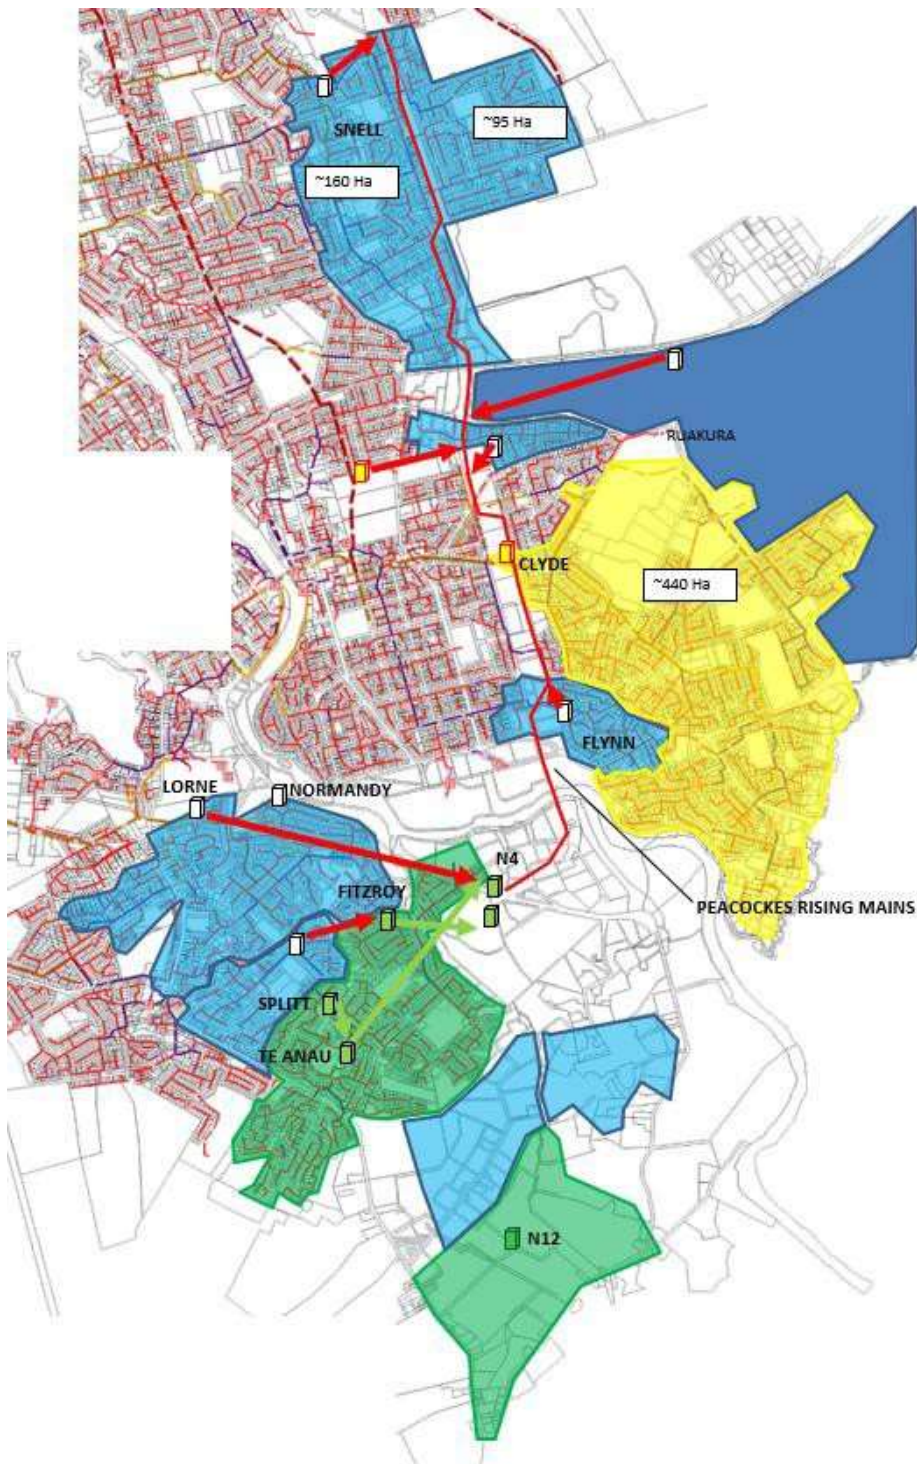 ~95 Ha
SNELL
~160 Ha
RUAKURA
CLYDE
~440 Ha
FLYNN
LORNE
NORMANDY
N4
FITZROY
PEACOCKES RISING MAINS
SPLITT
TE ANAU
N12